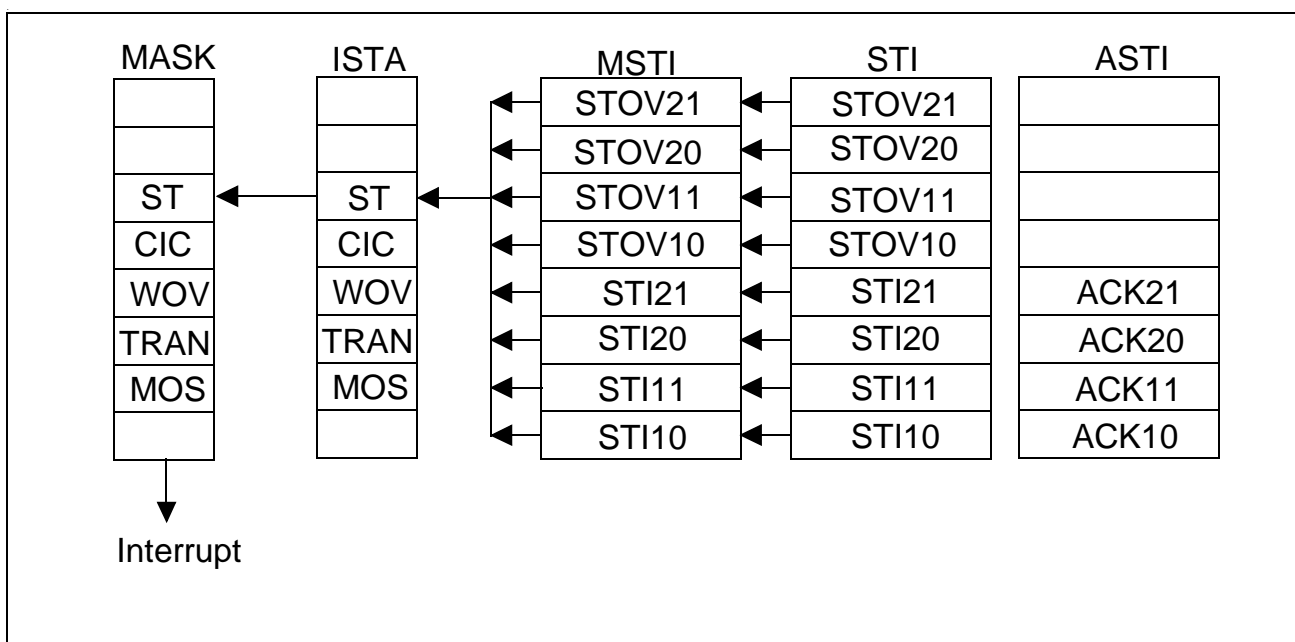 MASK ISTA MSTI STI ASTI
STOV21 STOV21
STOV20 STOV20
ST ST STOV11 STOV11
CIC CIC STOV10 STOV10
WOV WOV STI21 STI21 ACK21
TRAN TRAN STI20 STI20 ACK20
MOS MOS STI11 STI11 ACK11
STI10 STI10 ACK10
Interrupt